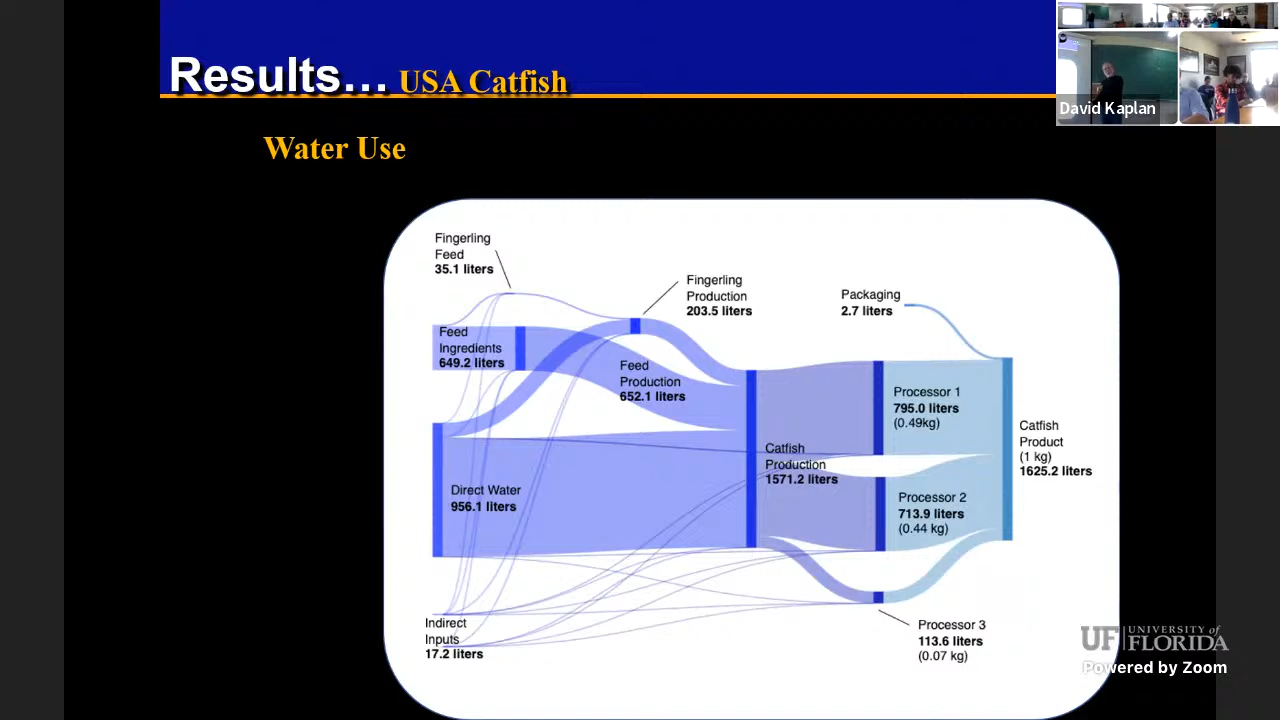 Results… USA Catfish
David Kaplan
Water Use
Fingerling
Feed
35.1 liters
Fingerling
Production
203.5 liters
Packaging
2.7 liters
Feed
Ingredients
649.2 liters
Feed
Production
652.1 liters
Processor 1
795.0 liters
(0.49kg)
Catfish
Product
(1 kg)
1625.2 liters
Catfish
Production
1571.2 liters
Direct Water
956.1 liters
Processor 2
713.9 liters
(0.44 kg)
Indirect
Inputs
17.2 liters
Processor 3
113.6 liters
(0.07 kg)
UF UNIVERSITY of
FLORIDA
Powered by Zoom